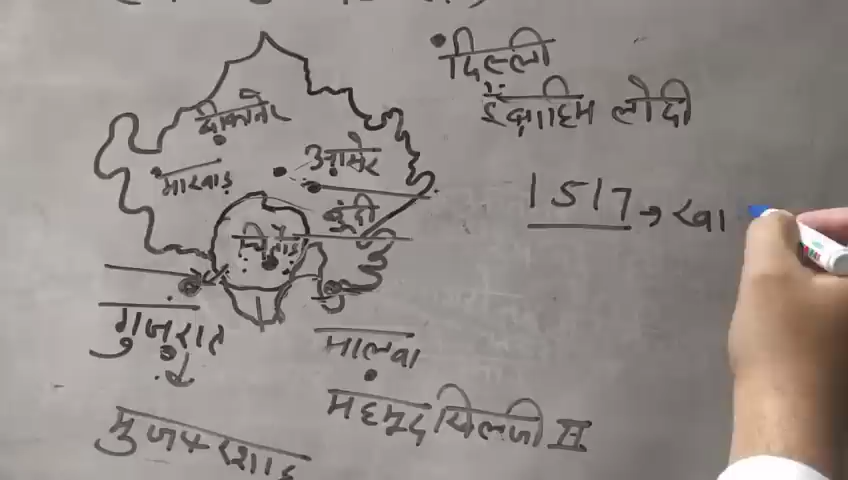 दिल्ली
इब्राहिम लोदी
बीकानेर
मारवाड़
आमेर
बूंदी
चित्तौड़
1517 → खा
गुजरात
मालवा
महमूद खिलजी II
मुजफ्फरशाह